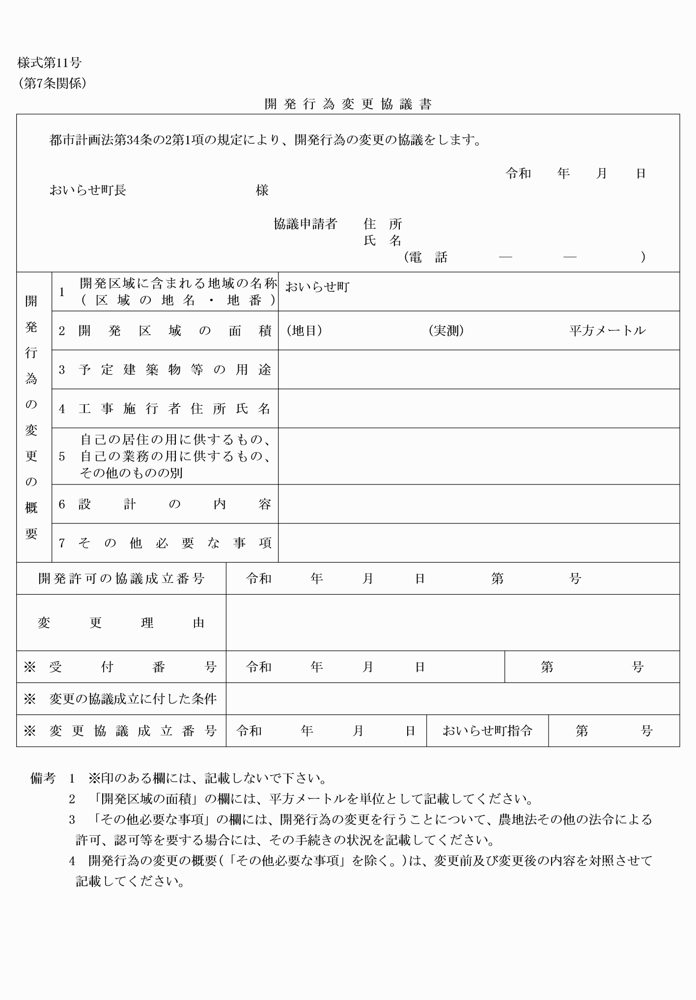 様式第11号
（第7条関係）
開発行為変更協議書
都市計画法第34条の2第1項の規定により、開発行為の変更の協議をします。
令和　　年　　月　　日
おいらせ町長　　　　　　　　　　様
協議申請者　　住　所
氏　名
（電　話　　　　―　　　　―　　　　　）
開発行為の変更の概要
1　開発区域に含まれる地域の名称
（区域の地名・地番）
おいらせ町
2　開発区域の面積　（地目）　　　　　　　　（実測）　　　　　　　　平方メートル
3　予定建築物等の用途
4　工事施行者住所氏名
5　自己の居住の用に供するもの、
自己の業務の用に供するもの、
その他のものの別
6　設計の内容
7　その他必要な事項
開発許可の協議成立番号　令和　　　年　　　月　　　日　　　　　第　　　　　号
変更理由
※　受付番号　令和　　　年　　　月　　　日　　　　　第　　　　　　号
※　変更の協議成立に付した条件
※　変更協議成立番号　令和　　　年　　　月　　　日　おいらせ町指令　第　　　　号
備考　1　※印のある欄には、記載しないで下さい。
2　「開発区域の面積」の欄には、平方メートルを単位として記載してください。
3　「その他必要な事項」の欄には、開発行為の変更を行うことについて、農地法その他の法令による
許可、認可等を要する場合には、その手続きの状況を記載してください。
4　開発行為の変更の概要(「その他必要な事項」を除く。)は、変更前及び変更後の内容を対照させて
記載してください。